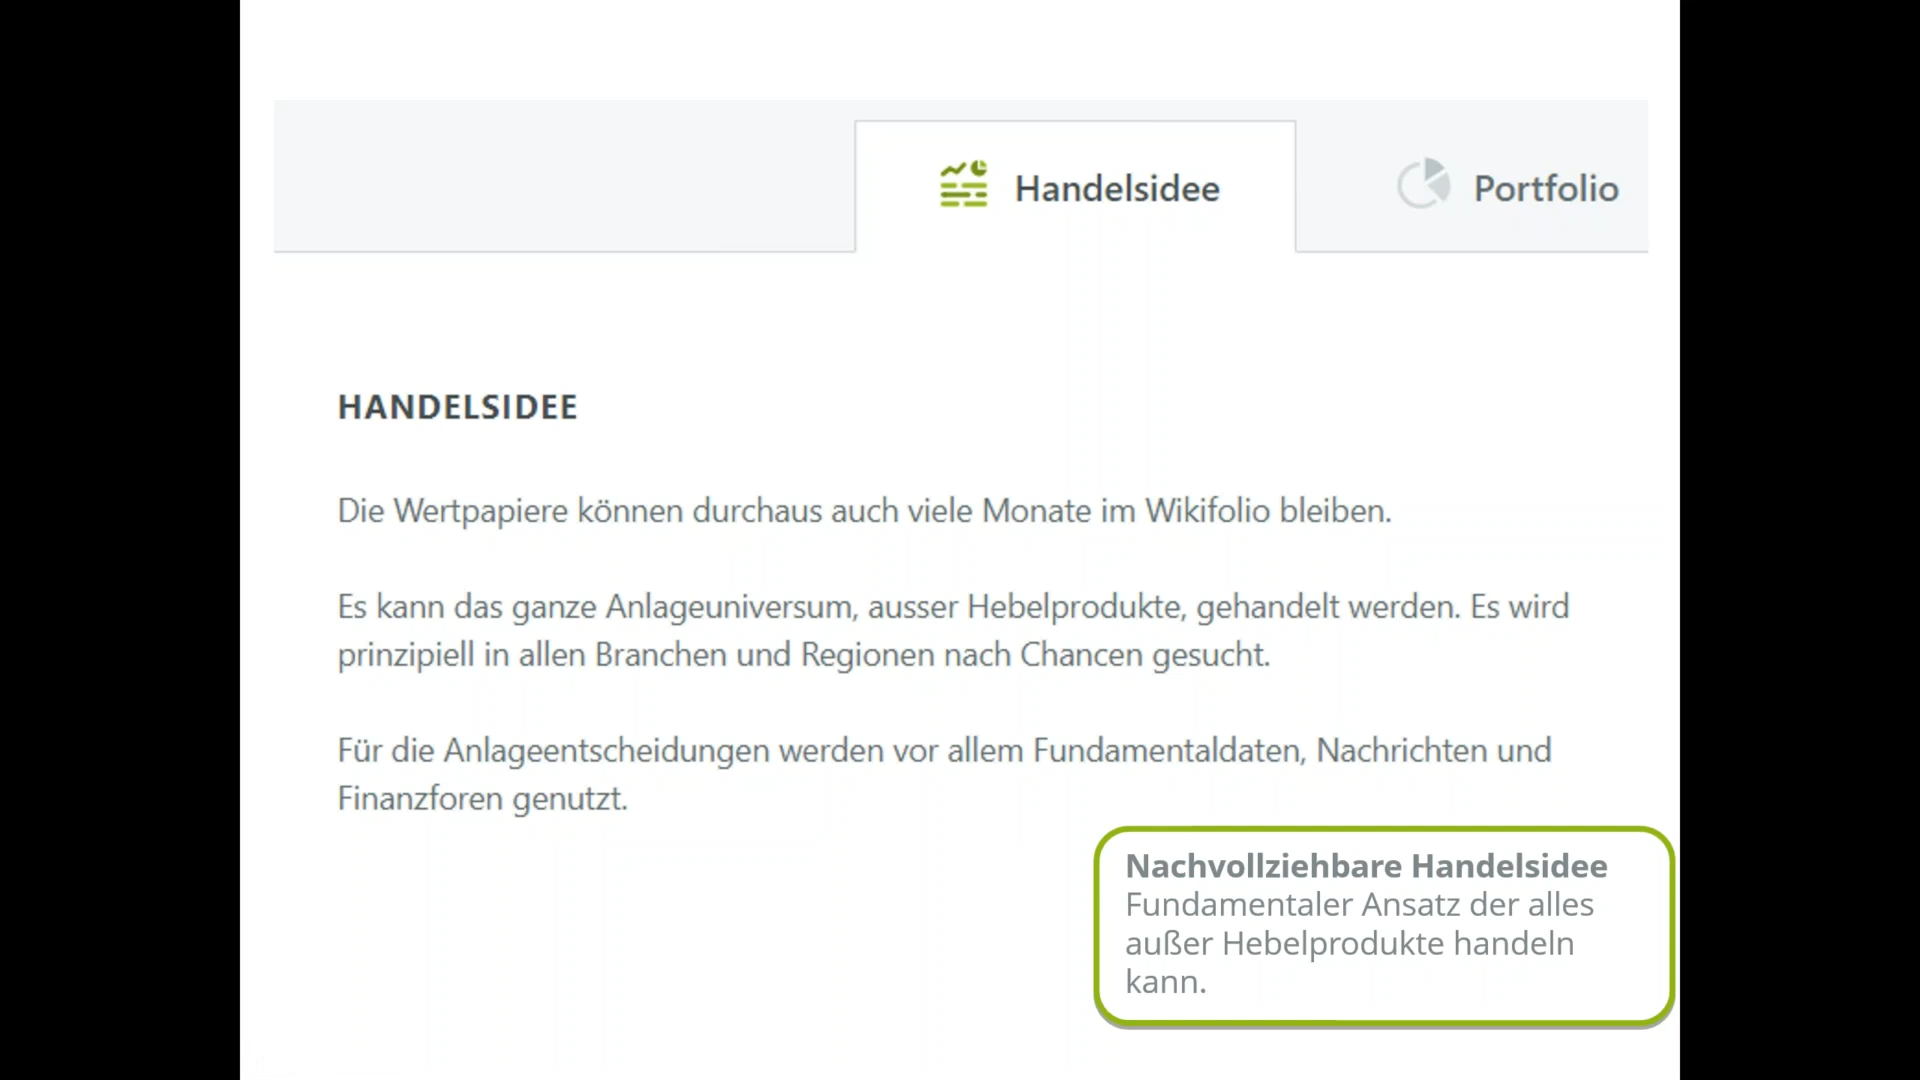 Handelsidee
Portfolio
HANDELSIDEE
Die Wertpapiere können durchaus auch viele Monate im Wikifolio bleiben.
Es kann das ganze Anlageuniversum, ausser Hebelprodukte, gehandelt werden. Es wird
prinzipiell in allen Branchen und Regionen nach Chancen gesucht.
Für die Anlageentscheidungen werden vor allem Fundamentaldaten, Nachrichten und
Finanzforen genutzt.
Nachvollziehbare Handelsidee
Fundamentaler Ansatz der alles
außer Hebelprodukte handeln
kann.